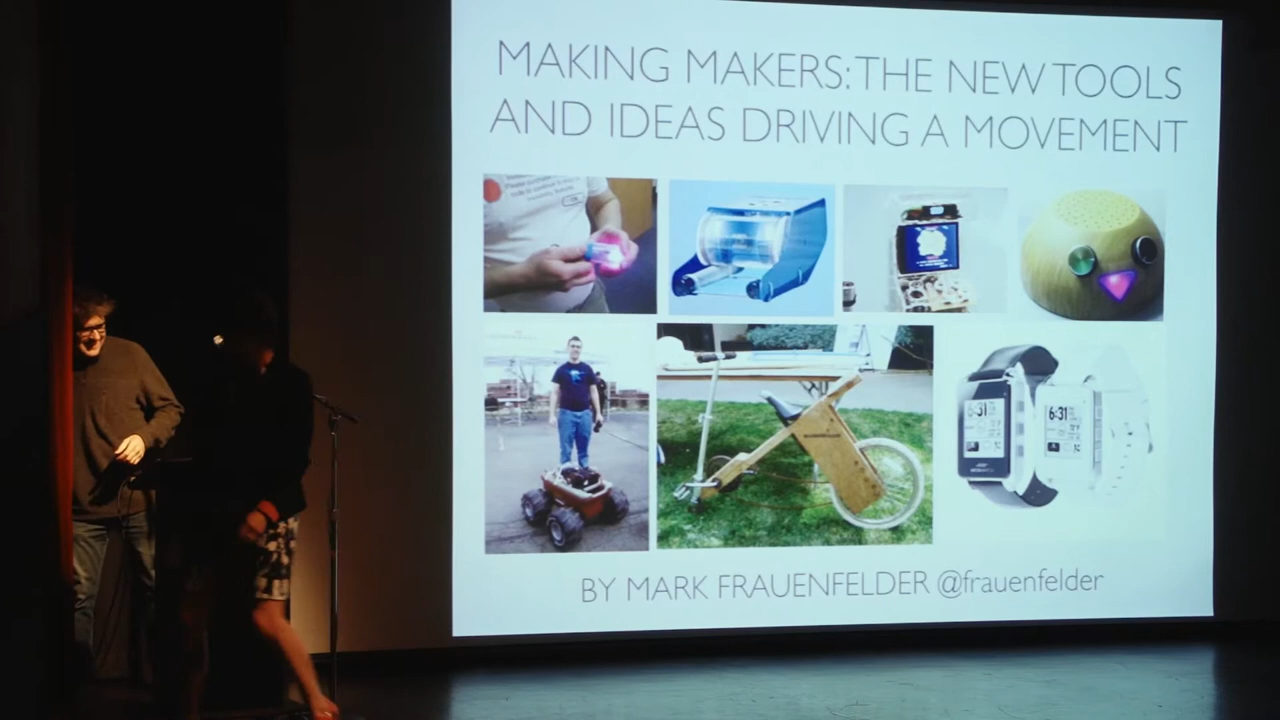 MAKING MAKERS: THE NEW TOOLS
AND IDEAS DRIVING A MOVEMENT
6:31
6:31
BY MARK FRAUENFELDER @frauenfelder